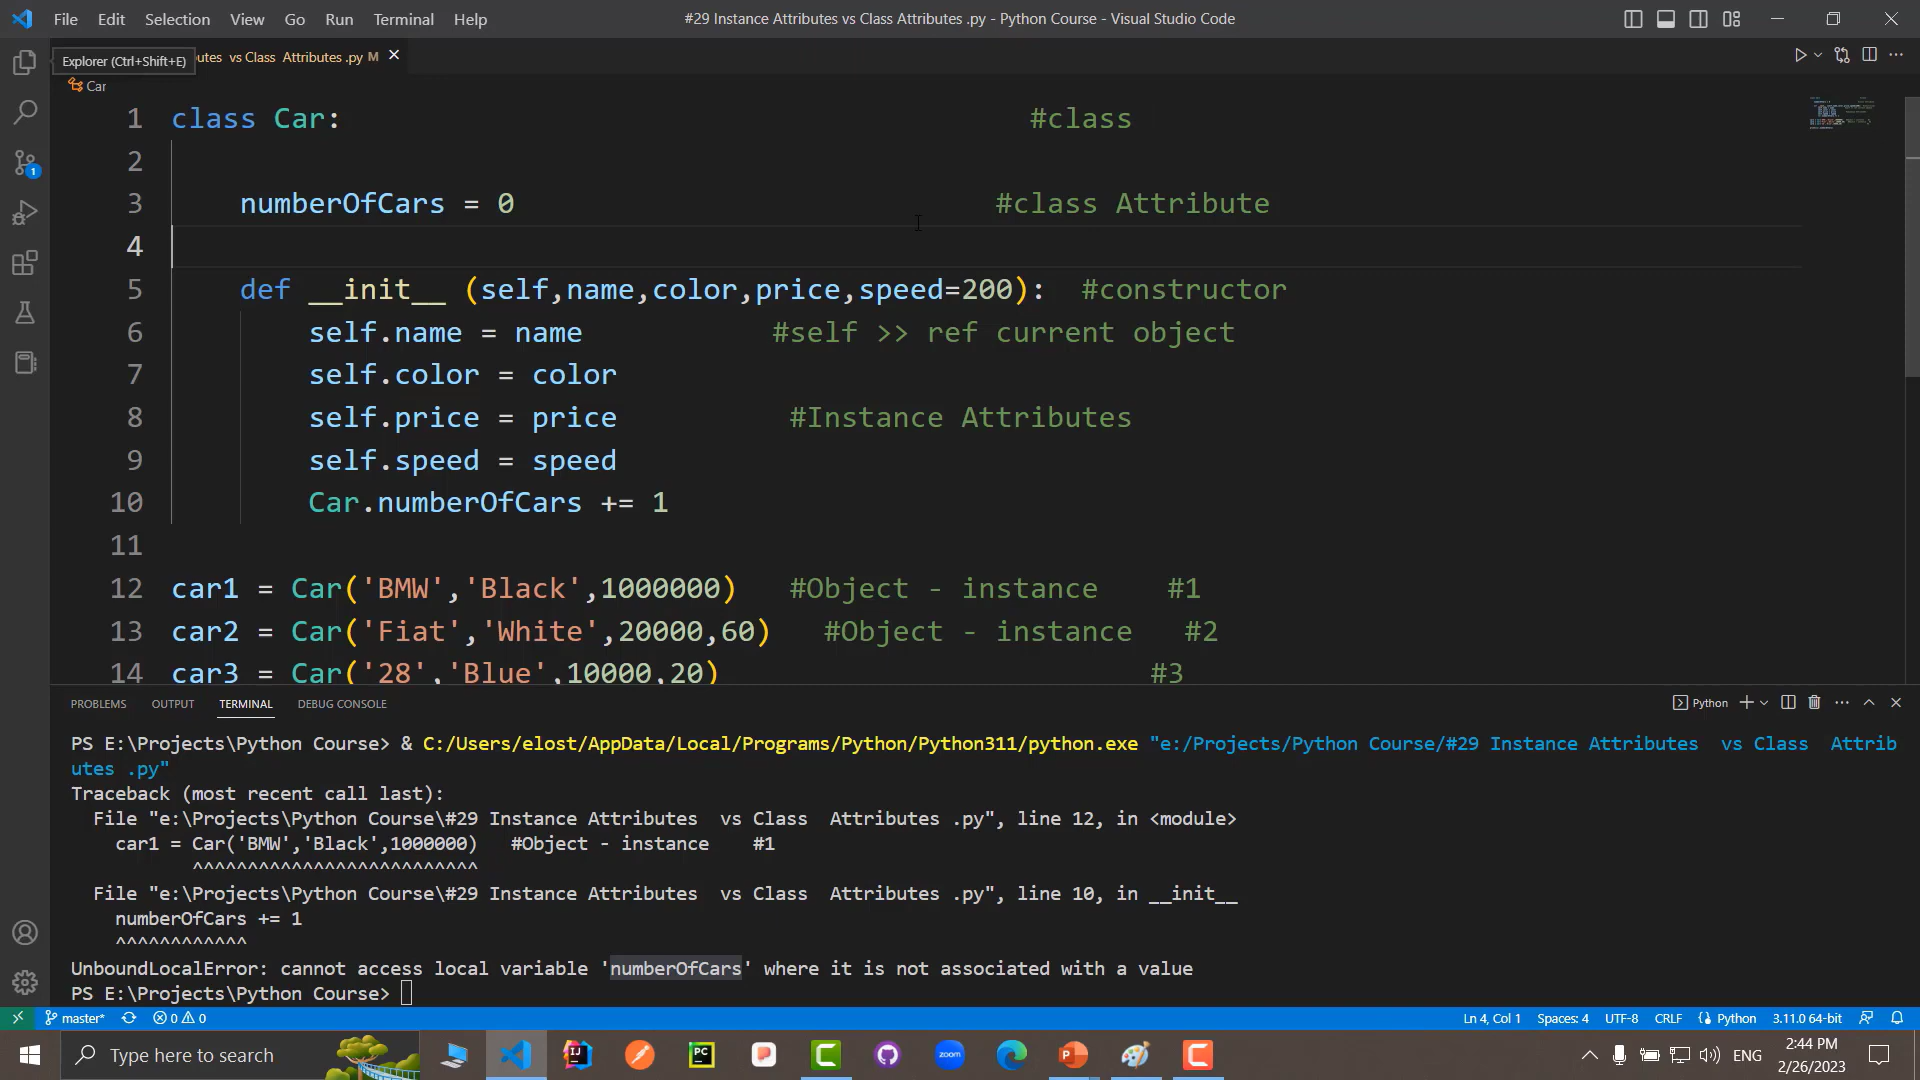 File Edit Selection View Go Run Terminal Help
#29 Instance Attributes vs Class Attributes .py - Python Course - Visual Studio Code
Explorer (Ctrl+Shift+E)
butes vs Class Attributes .py M
Car
1 class Car: #class
2
3 numberOfCars = 0 #class Attribute
4
5 def __init__ (self,name,color,price,speed=200): #constructor
6 self.name = name #self >> ref current object
7 self.color = color
8 self.price = price #Instance Attributes
9 self.speed = speed
10 Car.numberOfCars += 1
11
12 car1 = Car('BMW','Black',1000000) #Object - instance #1
13 car2 = Car('Fiat','White',20000,60) #Object - instance #2
14 car3 = Car('28','Blue',10000,20) #3
PROBLEMS OUTPUT TERMINAL DEBUG CONSOLE
Python
PS E:\Projects\Python Course> & C:/Users/elost/AppData/Local/Programs/Python/Python311/python.exe "e:/Projects/Python Course/#29 Instance Attributes vs Class Attrib
utes .py"
Traceback (most recent call last):
File "e:\Projects\Python Course\#29 Instance Attributes vs Class Attributes .py", line 12, in <module>
car1 = Car('BMW','Black',1000000) #Object - instance #1
^^^^^^^^^^^^^^^^^^^^^^^^^^
File "e:\Projects\Python Course\#29 Instance Attributes vs Class Attributes .py", line 10, in __init__
numberOfCars += 1
^^^^^^^^^^^^
UnboundLocalError: cannot access local variable 'numberOfCars' where it is not associated with a value
PS E:\Projects\Python Course>
1
master* 0 0 Ln 4, Col 1 Spaces: 4 UTF-8 CRLF Python 3.11.0 64-bit
Type here to search
IJ
PC
zoom
ENG
2:44 PM
2/26/2023